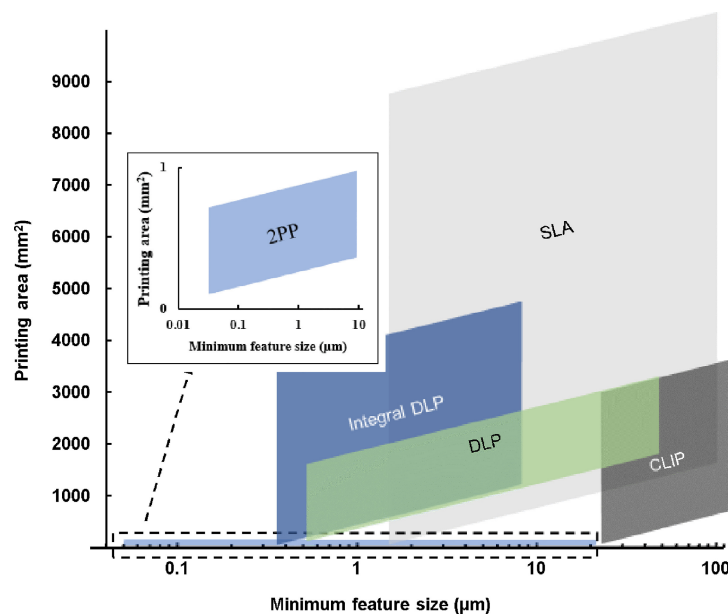 9000
8000
7000
6000
5000
4000
3000
2000
1000
Printing area (mm²)
0.1
1
10
100
Minimum feature size (µm)
1
0
Printing area (mm²)
0.01
0.1
1
10
Minimum feature size (µm)
2PP
SLA
Integral DLP
DLP
CLIP